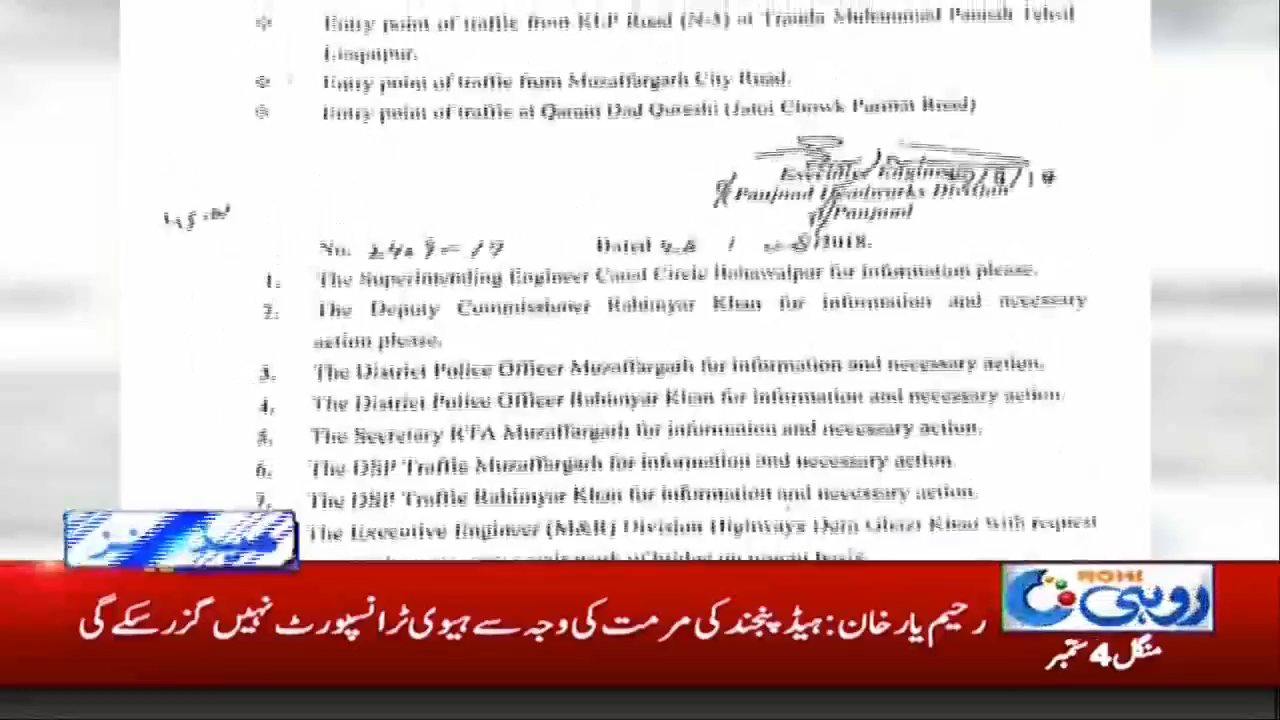 Entry point of traffic from KLP Road (N-5) at Tranda Muhammad Panah Tehsil
Liaqatpur.
Entry point of traffic from Muzaffargarh City Road.
Entry point of traffic at Qasim Dad Qureshi (Jatoi Chowk Parmit Road)
Executive Engineer
Panjnad Headworks Division
Panjnad
No. Dated / /2018.
1. The Superintending Engineer Canal Circle Bahawalpur for information please.
2. The Deputy Commissioner Rahimyar Khan for information and necessary
action please.
3. The District Police Officer Muzaffargarh for information and necessary action.
4. The District Police Officer Rahimyar Khan for information and necessary action.
5. The Secretary RTA Muzaffargarh for information and necessary action.
6. The DSP Traffic Muzaffargarh for information and necessary action.
7. The DSP Traffic Rahimyar Khan for information and necessary action.
The Executive Engineer (M&R) Division Highways Dera Ghazi Khan with request
ROHI
روہی
رحیم یار خان: ہیڈ پنجند کی مرمت کی وجہ سے ہیوی ٹرانسپورٹ نہیں گزر سکے گی
منگل 4 ستمبر